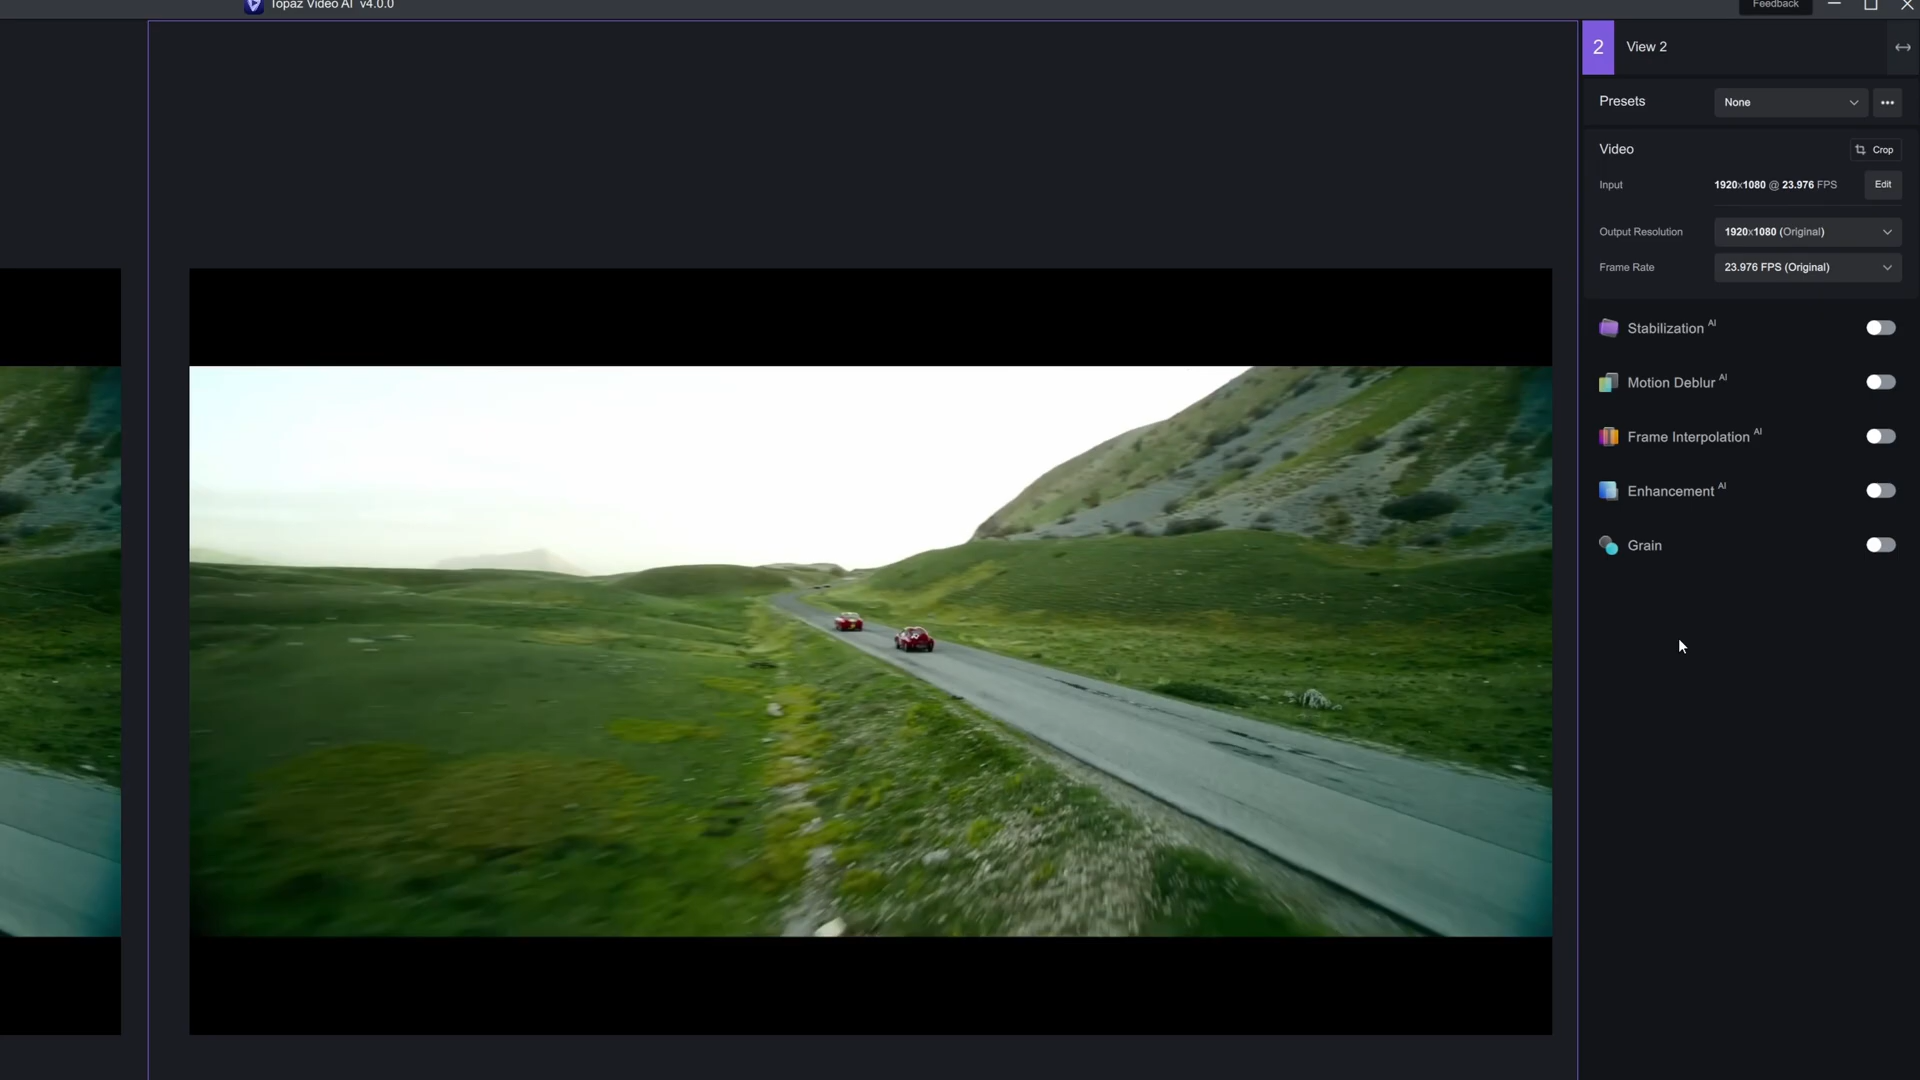 Topaz Video AI v4.0.0
Feedback
2
View 2
Presets
None
Video
Crop
Input
1920x1080 @ 23.976 FPS
Edit
Output Resolution
1920x1080 (Original)
Frame Rate
23.976 FPS (Original)
Stabilization AI
Motion Deblur AI
Frame Interpolation AI
Enhancement AI
Grain